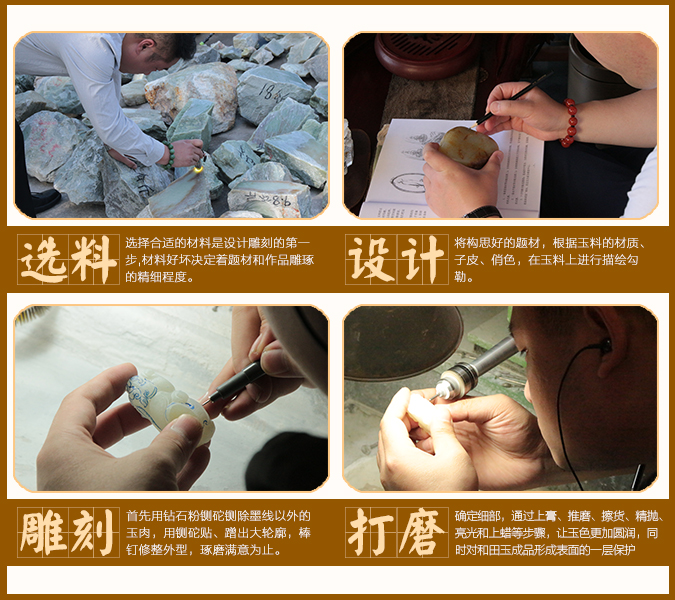 选料
选择合适的材料是设计雕刻的第一
步,材料好坏决定着题材和作品雕琢
的精细程度。
设计
将构思好的题材，根据玉料的材质、
子皮、俏色，在玉料上进行描绘勾
勒。
雕刻
首先用钻石粉铡砣铡除墨线以外的
玉肉，用铡砣贴、蹭出大轮廓，棒
钉修整外型，琢磨满意为止。
打磨
确定细部，通过上膏、推磨、擦货、精抛、
亮光和上蜡等步骤，让玉色更加圆润，同
时对和田玉成品形成表面的一层保护